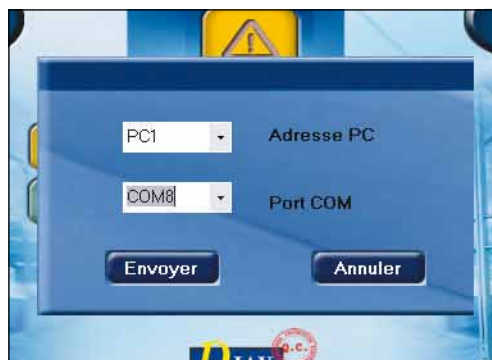 PC1 Adresse PC
COM8 Port COM
Envoyer Annuler
Q.C.